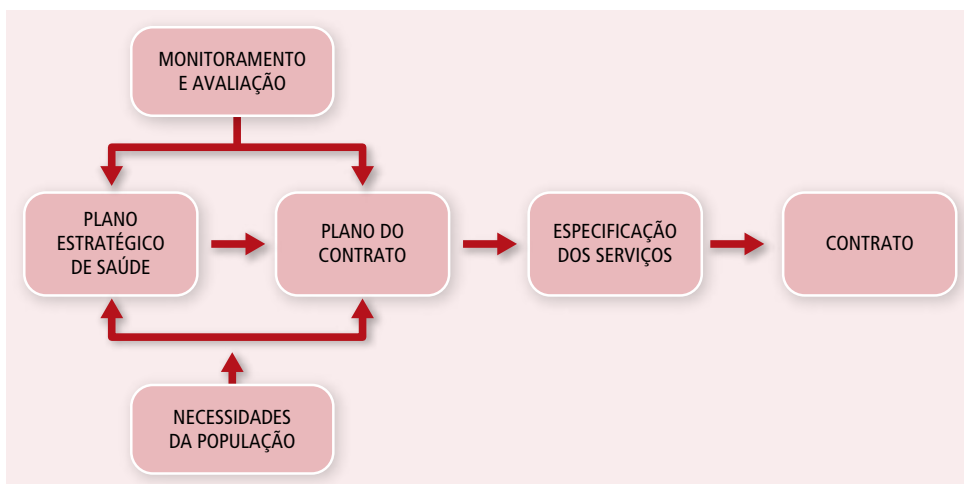 MONITORAMENTO
E AVALIAÇÃO
PLANO
ESTRATÉGICO
DE SAÚDE
PLANO DO
CONTRATO
ESPECIFICAÇÃO
DOS SERVIÇOS
CONTRATO
NECESSIDADES
DA POPULAÇÃO